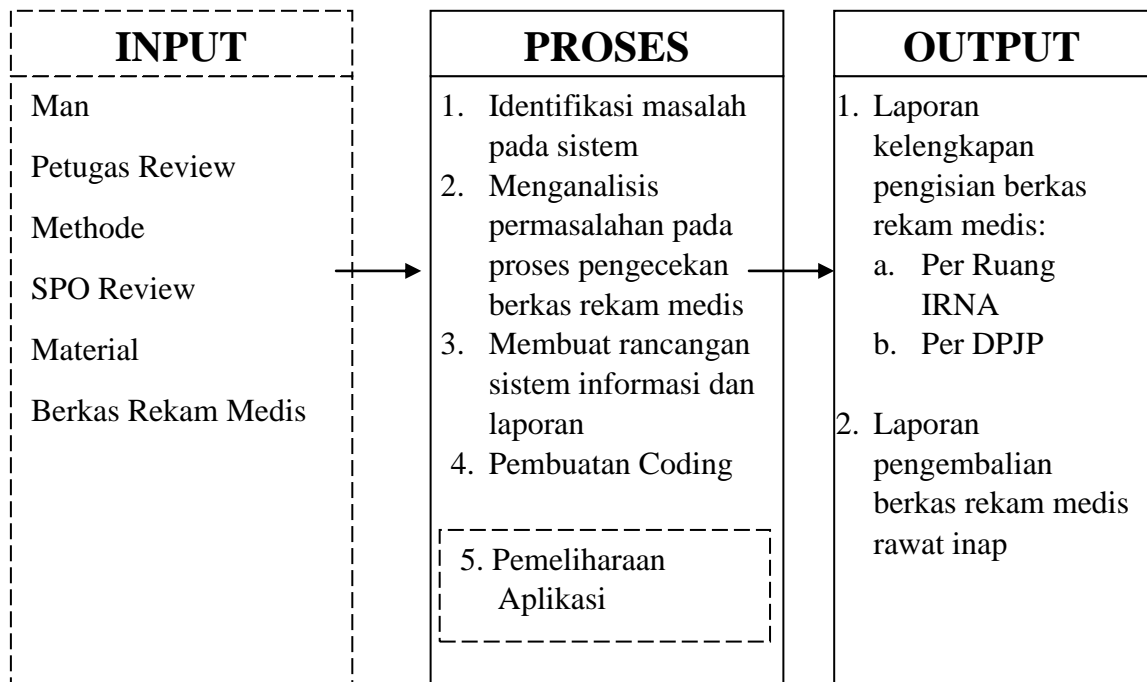 INPUT
Man
Petugas Review
Methode
SPO Review
Material
Berkas Rekam Medis
PROSES
1. Identifikasi masalah
pada sistem
2. Menganalisis
permasalahan pada
proses pengecekan
berkas rekam medis
3. Membuat rancangan
sistem informasi dan
laporan
4. Pembuatan Coding
5. Pemeliharaan
Aplikasi
OUTPUT
1. Laporan
kelengkapan
pengisian berkas
rekam medis:
a. Per Ruang
IRNA
b. Per DPJP
2. Laporan
pengembalian
berkas rekam medis
rawat inap